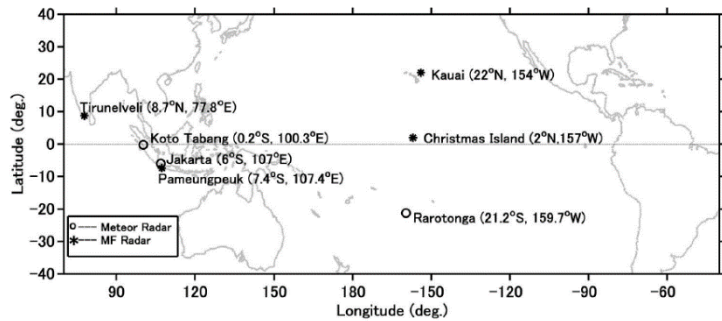 40
30
20
10
0
-10
-20
-30
-40
Latitude (deg.)
Kauai (22°N, 154°W)
Tirunelveli (8.7°N, 77.8°E)
Koto Tabang (0.2°S, 100.3°E)
Christmas Island (2°N,157°W)
Jakarta (6°S, 107°E)
Pameungpeuk (7.4°S, 107.4°E)
Rarotonga (21.2°S, 159.7°W)
Meteor Radar
MF Radar
90 120 150 180 -150 -120 -90 -60
Longitude (deg.)